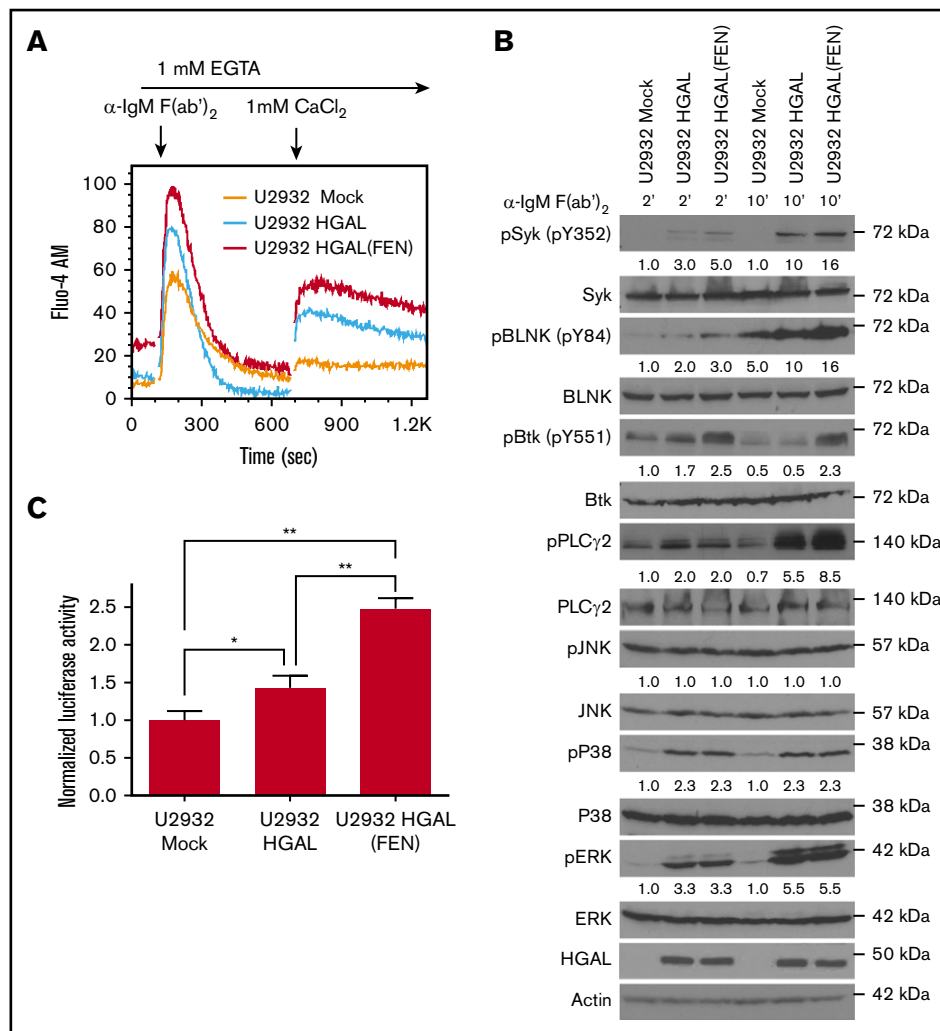 A
1 mM EGTA
α-IgM F(ab')2
1mM CaCl2
100
80
60
40
20
0
Fluo-4 AM
U2932 Mock
U2932 HGAL
U2932 HGAL(FEN)
0
300
600
900
1.2K
Time (sec)
B
U2932 Mock
U2932 HGAL
U2932 HGAL(FEN)
U2932 Mock
U2932 HGAL
U2932 HGAL(FEN)
α-IgM F(ab')2 2' 2' 2' 10' 10' 10'
pSyk (pY352) 72 kDa
1.0 3.0 5.0 1.0 10 16
Syk 72 kDa
pBLNK (pY84) 72 kDa
1.0 2.0 3.0 5.0 10 16
BLNK 72 kDa
pBtk (pY551) 72 kDa
1.0 1.7 2.5 0.5 0.5 2.3
Btk 72 kDa
pPLCγ2 140 kDa
1.0 2.0 2.0 0.7 5.5 8.5
PLCγ2 140 kDa
pJNK 57 kDa
1.0 1.0 1.0 1.0 1.0 1.0
JNK 57 kDa
pP38 38 kDa
1.0 2.3 2.3 1.0 2.3 2.3
P38 38 kDa
pERK 42 kDa
1.0 3.3 3.3 1.0 5.5 5.5
ERK 42 kDa
HGAL 50 kDa
Actin 42 kDa
C
**
**
*
2.5
2.0
1.5
1.0
0.5
0.0
Normalized luciferase activity
U2932 Mock
U2932 HGAL
U2932 HGAL (FEN)